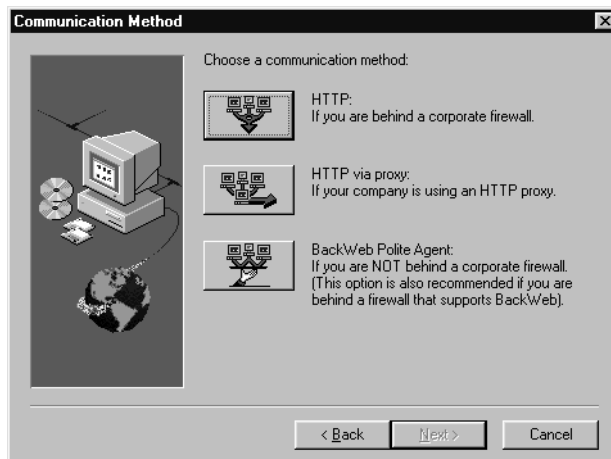 Communication Method
Choose a communication method:
HTTP:
If you are behind a corporate firewall.
HTTP via proxy:
If your company is using an HTTP proxy.
BackWeb Polite Agent:
If you are NOT behind a corporate firewall.
(This option is also recommended if you are
behind a firewall that supports BackWeb).
< Back
Next >
Cancel